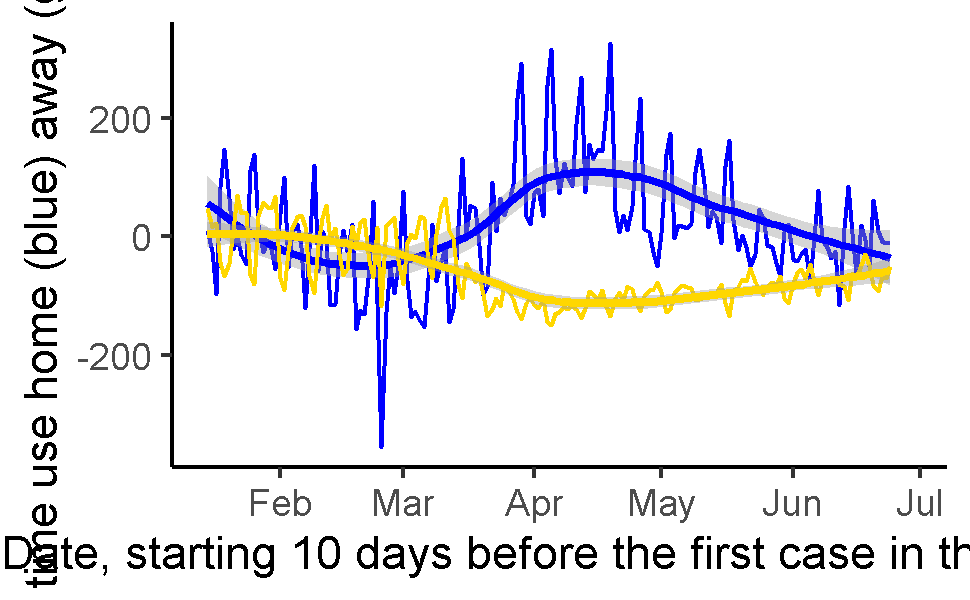 time use home (blue) away (
200
0
-200
Feb Mar Apr May Jun Jul
Date, starting 10 days before the first case in th